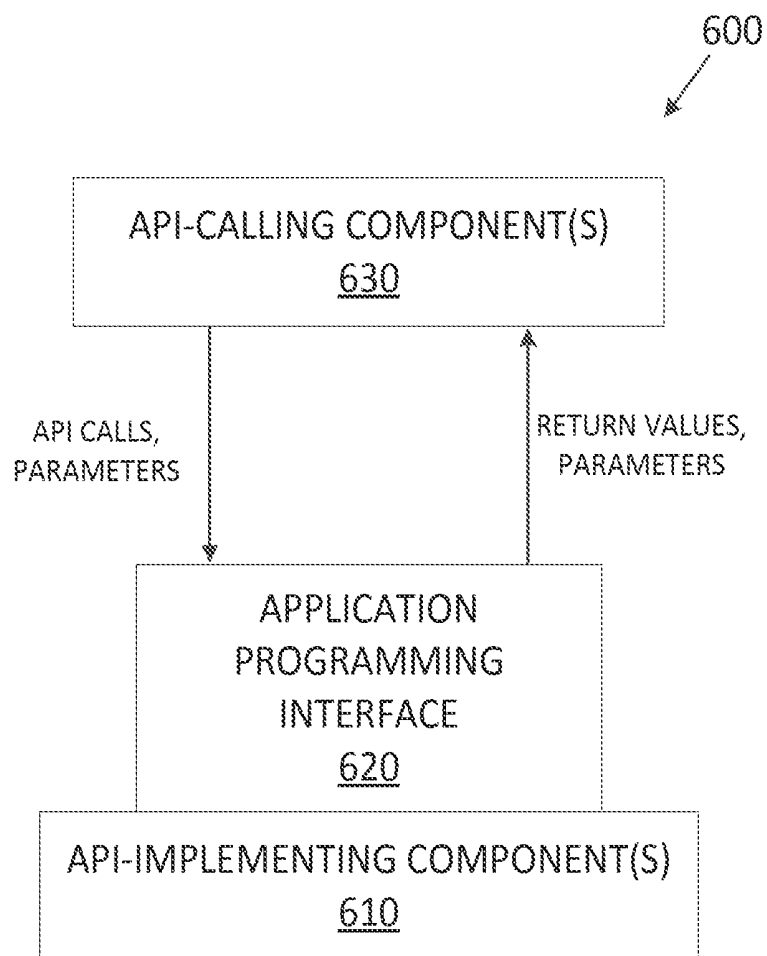 600
API-CALLING COMPONENT(S)
630
API CALLS,
PARAMETERS
RETURN VALUES,
PARAMETERS
APPLICATION
PROGRAMMING
INTERFACE
620
API-IMPLEMENTING COMPONENT(S)
610